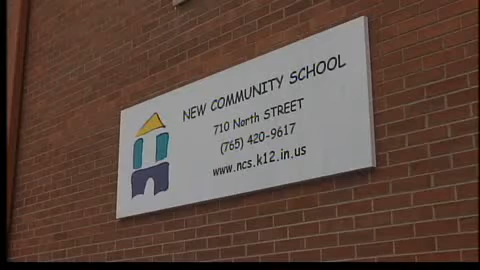 NEW COMMUNITY SCHOOL
710 North STREET
(765) 420-9617
www.ncs.k12.in.us